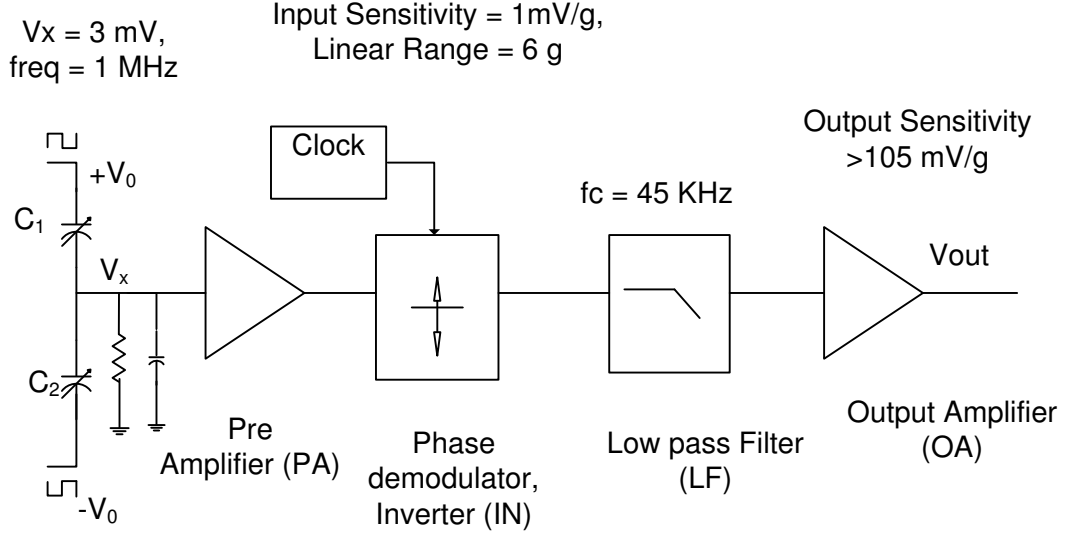 Vx = 3 mV,
freq = 1 MHz
Input Sensitivity = 1mV/g,
Linear Range = 6 g
Clock
Output Sensitivity
>105 mV/g
+V₀
fc = 45 KHz
C₁
Vₓ
Vout
C₂
Pre
Amplifier (PA)
Phase
demodulator,
Inverter (IN)
Low pass Filter
(LF)
Output Amplifier
(OA)
-V₀